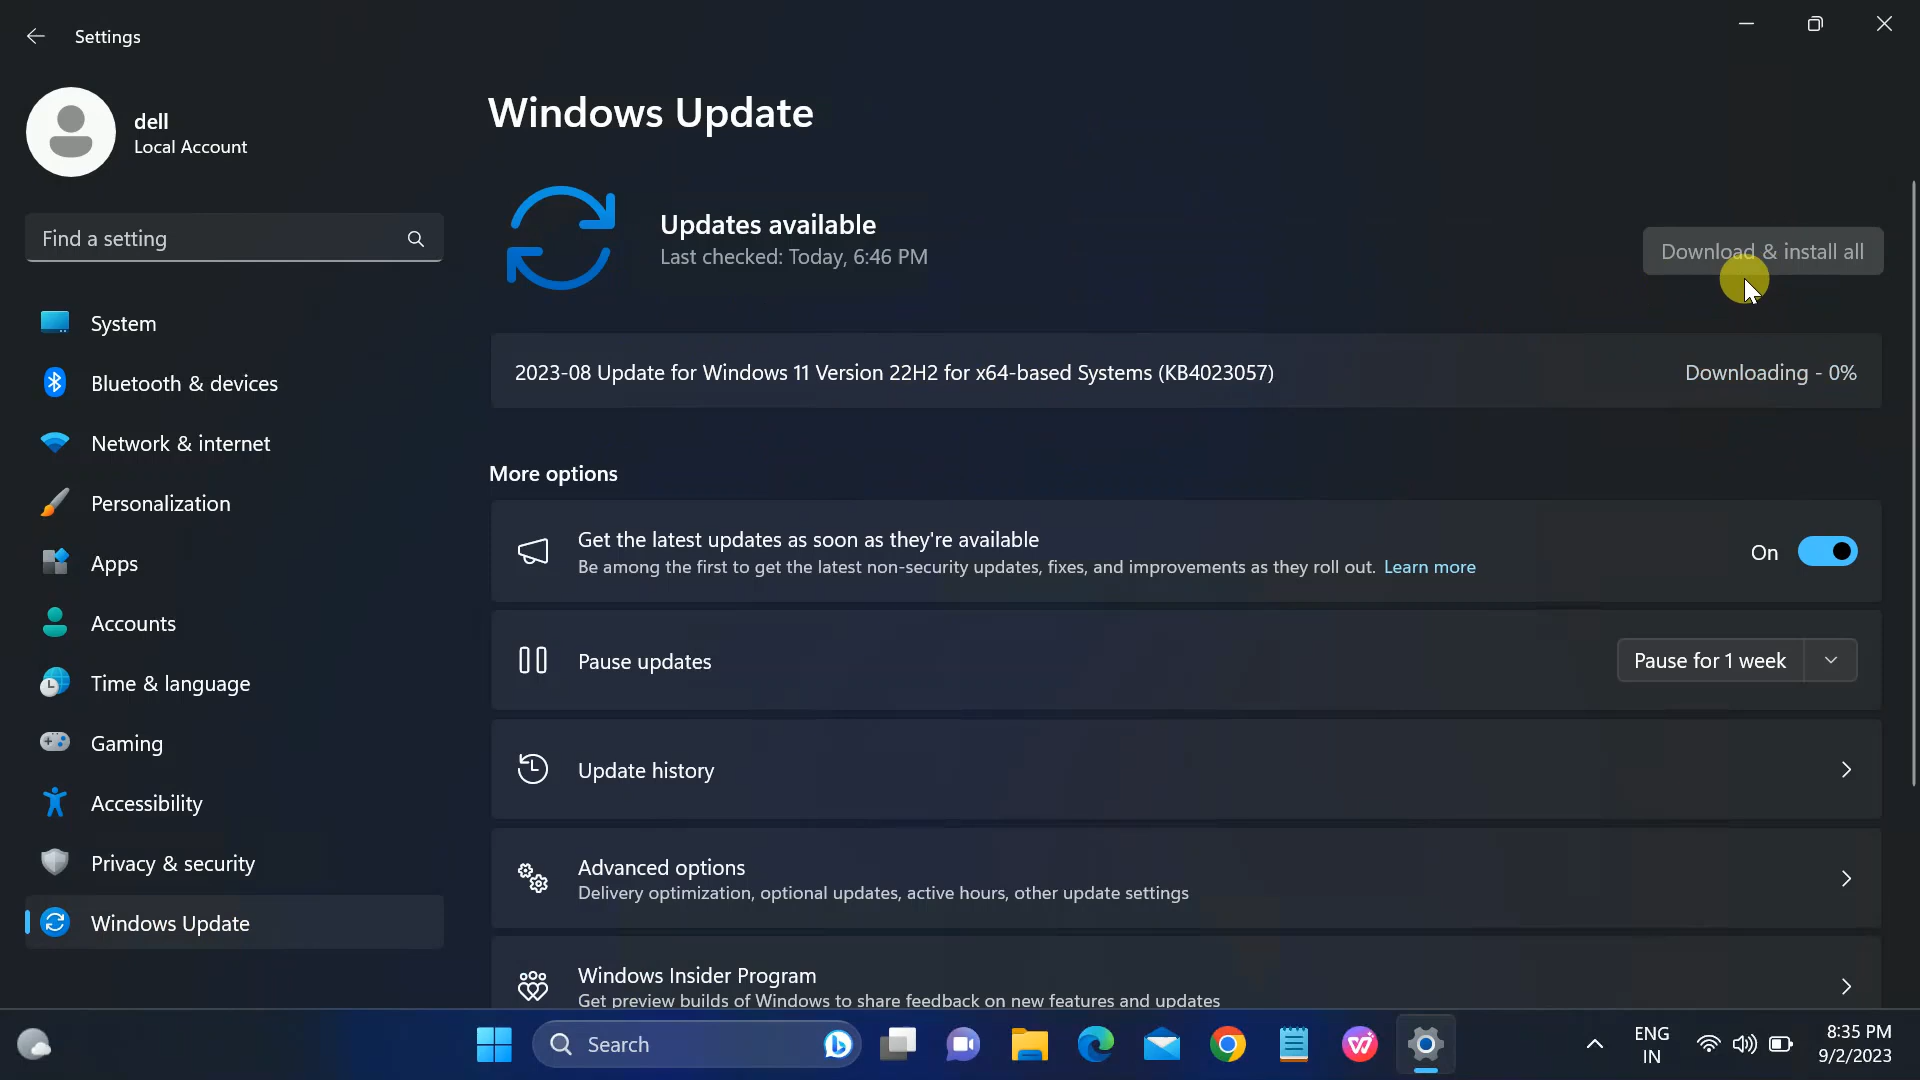 Settings
dell
Local Account
Find a setting
System
Bluetooth & devices
Network & internet
Personalization
Apps
Accounts
Time & language
Gaming
Accessibility
Privacy & security
Windows Update
Windows Update
Updates available
Last checked: Today, 6:46 PM
Download & install all
2023-08 Update for Windows 11 Version 22H2 for x64-based Systems (KB4023057)
Downloading - 0%
More options
Get the latest updates as soon as they're available
Be among the first to get the latest non-security updates, fixes, and improvements as they roll out. Learn more
On
Pause updates
Pause for 1 week
Update history
Advanced options
Delivery optimization, optional updates, active hours, other update settings
Windows Insider Program
Get preview builds of Windows to share feedback on new features and updates
Search
ENG
IN
8:35 PM
9/2/2023